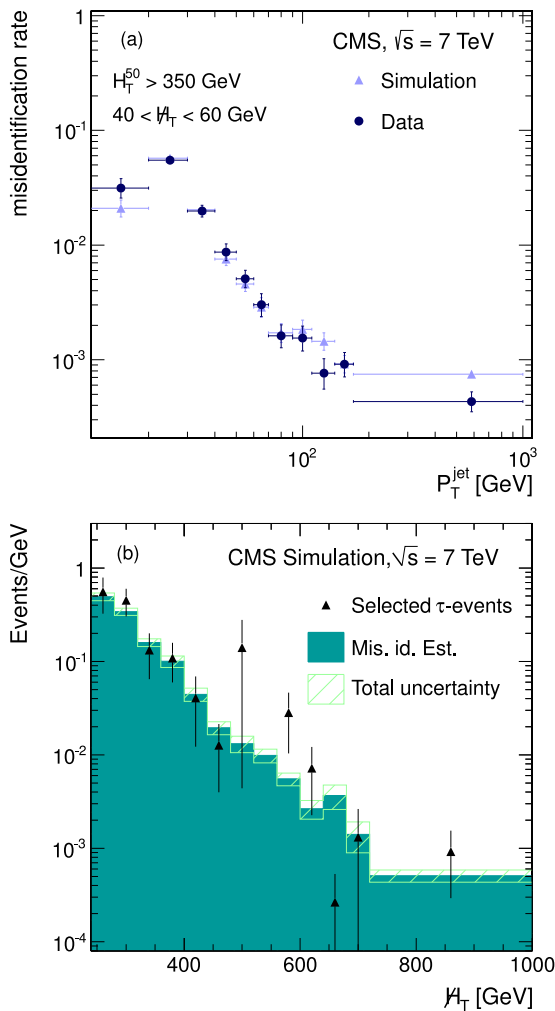 (a)
CMS, √s = 7 TeV
H_T^50 > 350 GeV
40 < H̸_T < 60 GeV
Simulation
Data
misidentification rate
10^-1
10^-2
10^-3
10^2
10^3
P_T^jet [GeV]
(b)
CMS Simulation,√s = 7 TeV
Selected τ-events
Mis. id. Est.
Total uncertainty
Events/GeV
1
10^-1
10^-2
10^-3
10^-4
400
600
800
1000
H̸_T [GeV]